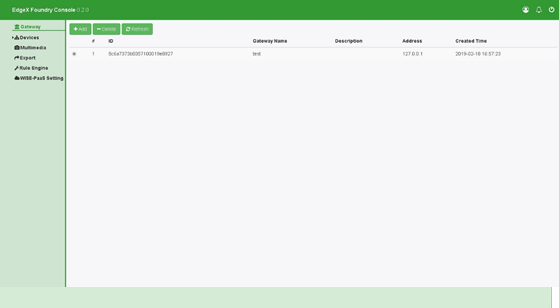 EdgeX Foundry Console 0.2.0
Gateway
Add Delete Refresh
Devices
# ID Gateway Name Description Address Created Time
Multimedia
1 test 127.0.0.1 2019-02-18 16:57:23
Export
Rule Engine
WISE-PaaS Setting